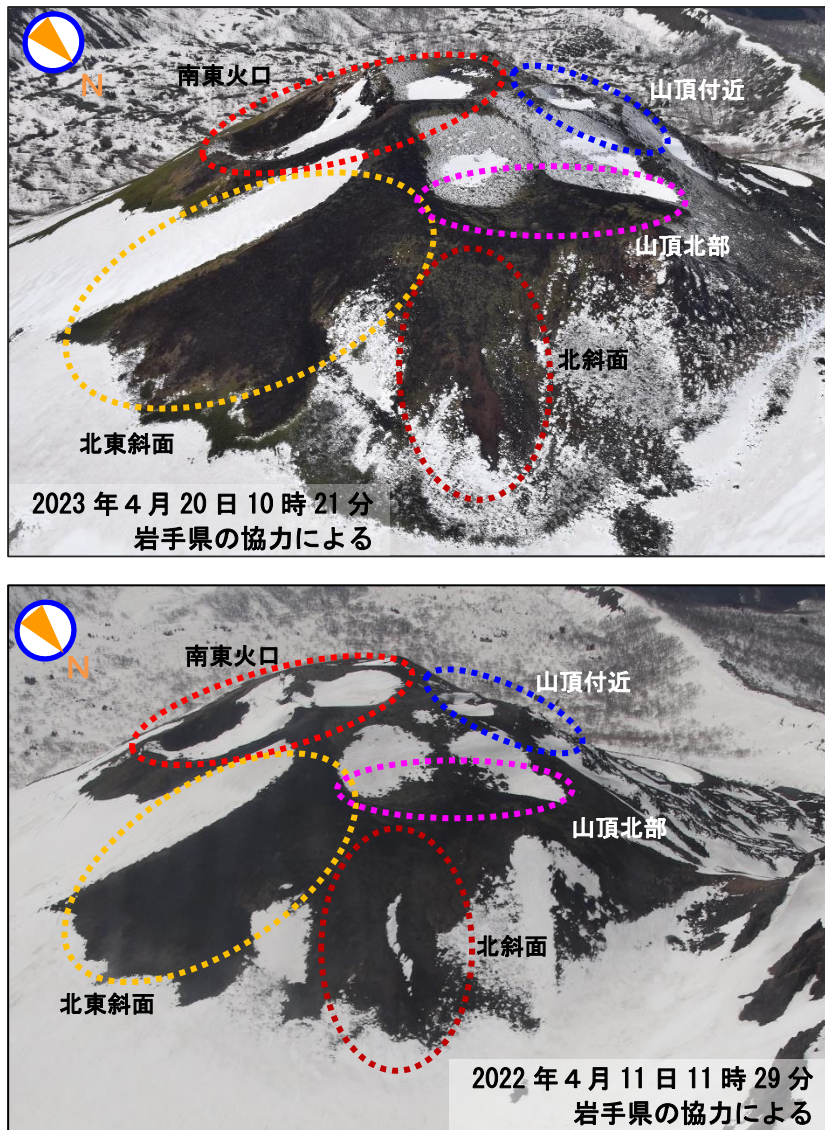 N
南東火口
山頂付近
山頂北部
北斜面
北東斜面
2023年4月20日10時21分
岩手県の協力による
N
南東火口
山頂付近
山頂北部
北斜面
北東斜面
2022年4月11日11時29分
岩手県の協力による